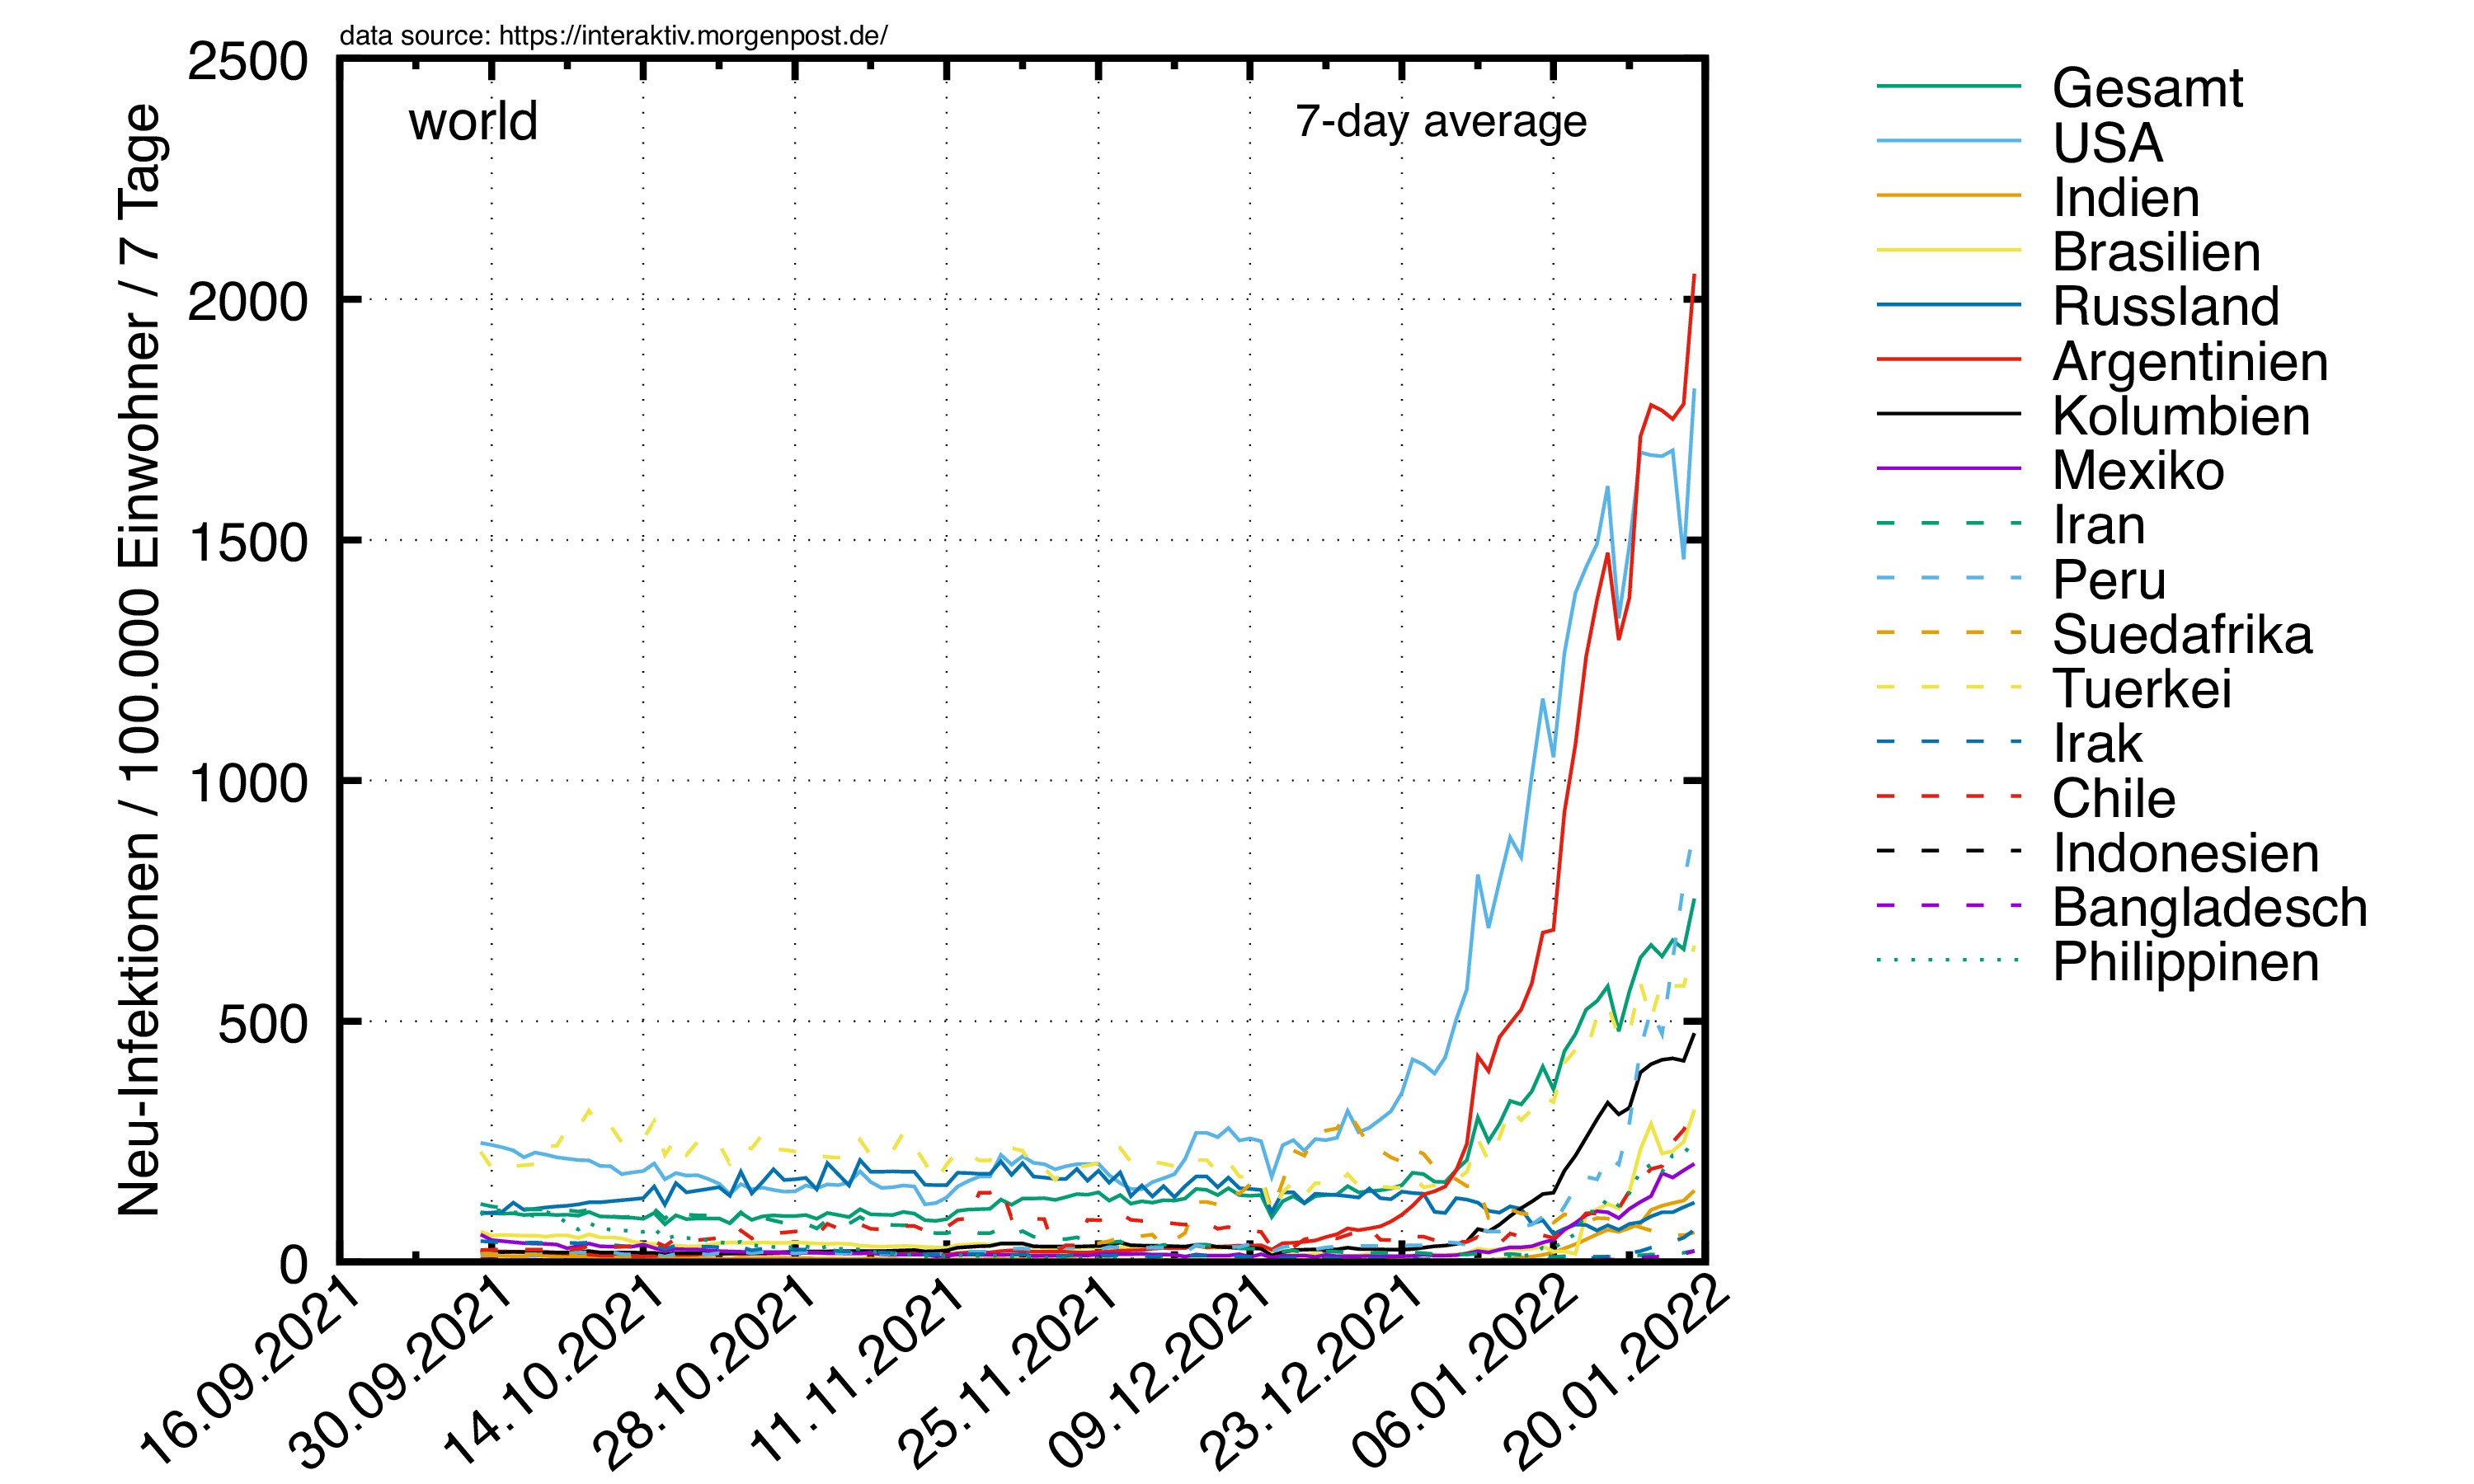 data source: https://interaktiv.morgenpost.de/
world
7-day average
Neu-Infektionen / 100.000 Einwohner / 7 Tage
2500
2000
1500
1000
500
0
16.09.2021
30.09.2021
14.10.2021
28.10.2021
11.11.2021
25.11.2021
09.12.2021
23.12.2021
06.01.2022
20.01.2022
Gesamt
USA
Indien
Brasilien
Russland
Argentinien
Kolumbien
Mexiko
Iran
Peru
Suedafrika
Tuerkei
Irak
Chile
Indonesien
Bangladesch
Philippinen